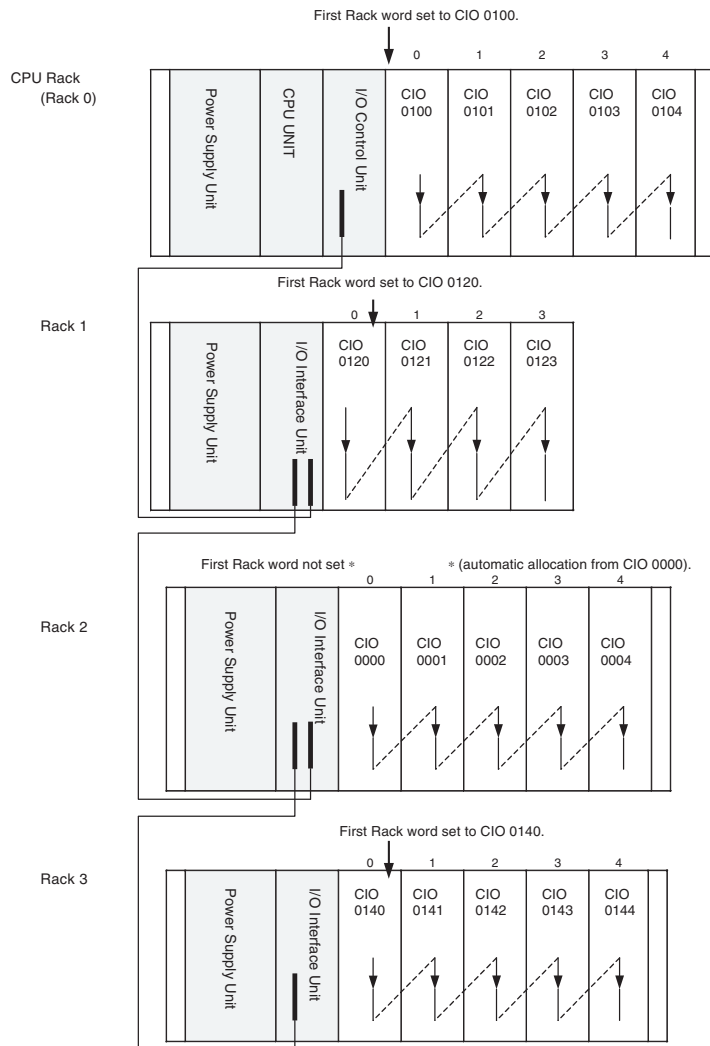 First Rack word set to CIO 0100.
0 1 2 3 4
CPU Rack
(Rack 0)
Power Supply Unit
CPU UNIT
I/O Control Unit
CIO 0100
CIO 0101
CIO 0102
CIO 0103
CIO 0104
First Rack word set to CIO 0120.
0 1 2 3
Rack 1
Power Supply Unit
I/O Interface Unit
CIO 0120
CIO 0121
CIO 0122
CIO 0123
First Rack word not set * * (automatic allocation from CIO 0000).
0 1 2 3 4
Rack 2
Power Supply Unit
I/O Interface Unit
CIO 0000
CIO 0001
CIO 0002
CIO 0003
CIO 0004
First Rack word set to CIO 0140.
0 1 2 3 4
Rack 3
Power Supply Unit
I/O Interface Unit
CIO 0140
CIO 0141
CIO 0142
CIO 0143
CIO 0144